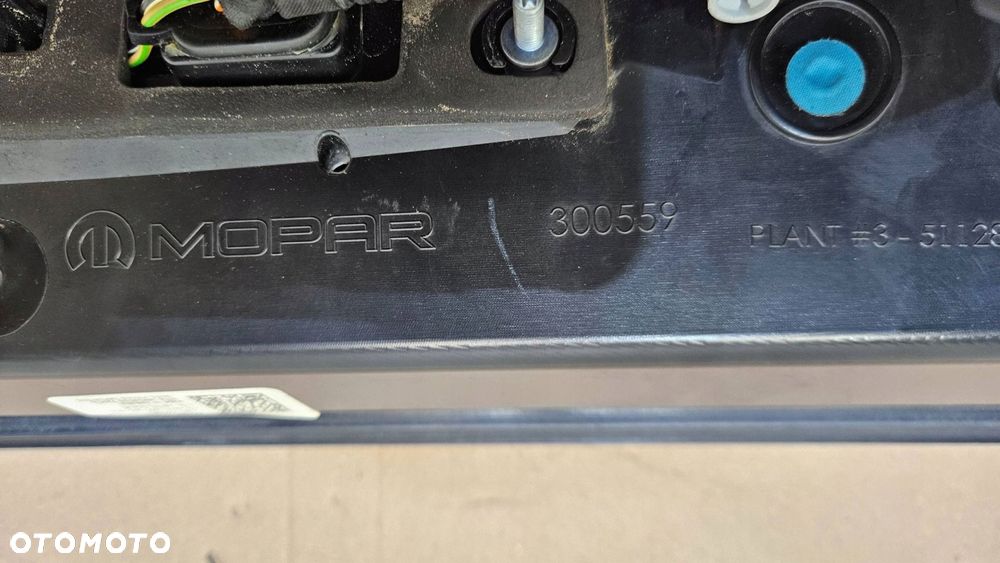 MOPAR 300559 PLANT #3 - 51128
OTOMOTO